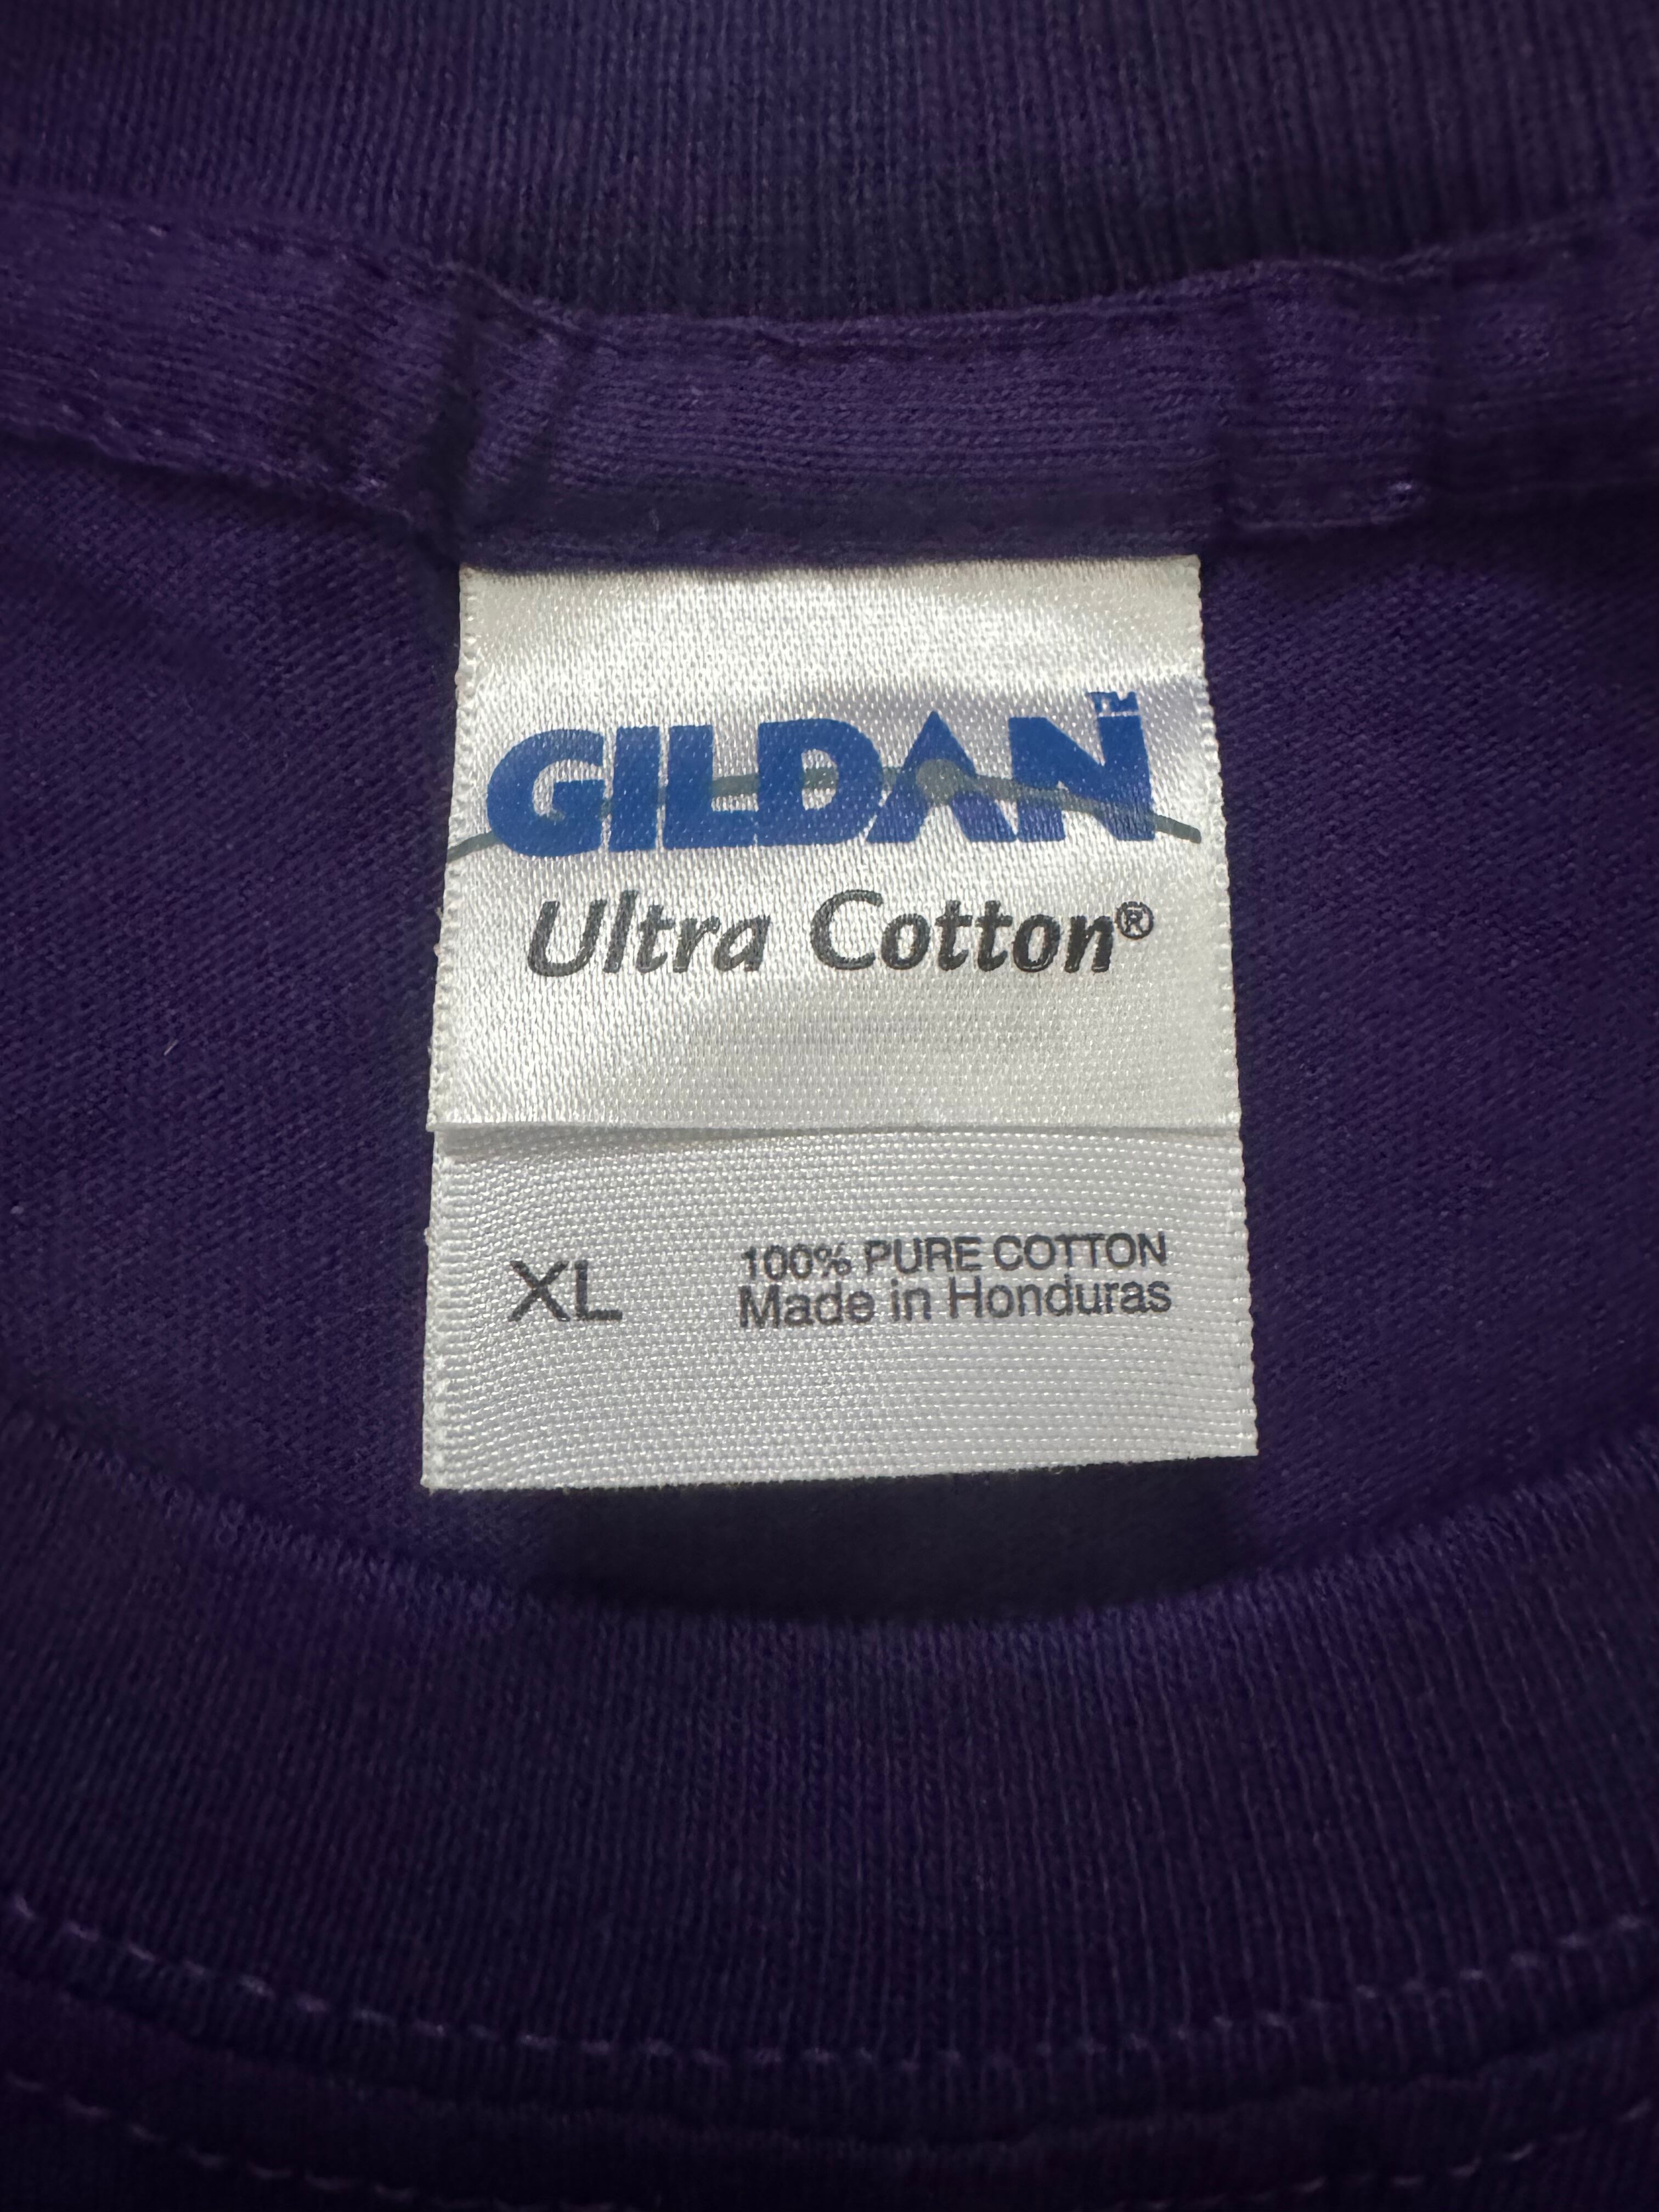 GILDAN™
Ultra Cotton®
XL
100% PURE COTTON
Made in Honduras